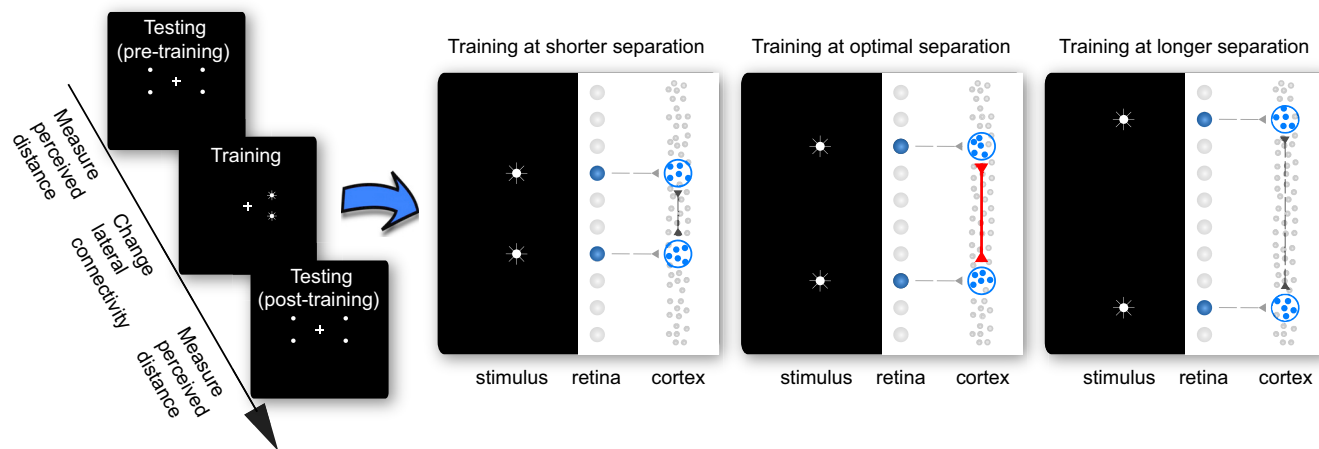 Testing
(pre-training)
Training
Testing
(post-training)
Measure
perceived
distance
Change
lateral
connectivity
Measure
perceived
distance
Training at shorter separation
stimulus retina cortex
Training at optimal separation
stimulus retina cortex
Training at longer separation
stimulus retina cortex